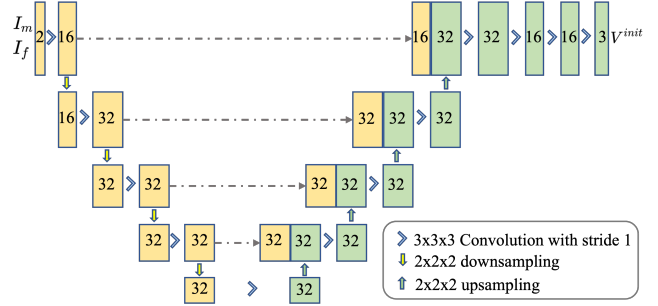 I_m
I_f
2 16 16 32 32 16 16 3 V^{init}
16 32 32 32 32
32 32 32 32 32
32 32 32 32 32
32 32
3x3x3 Convolution with stride 1
2x2x2 downsampling
2x2x2 upsampling